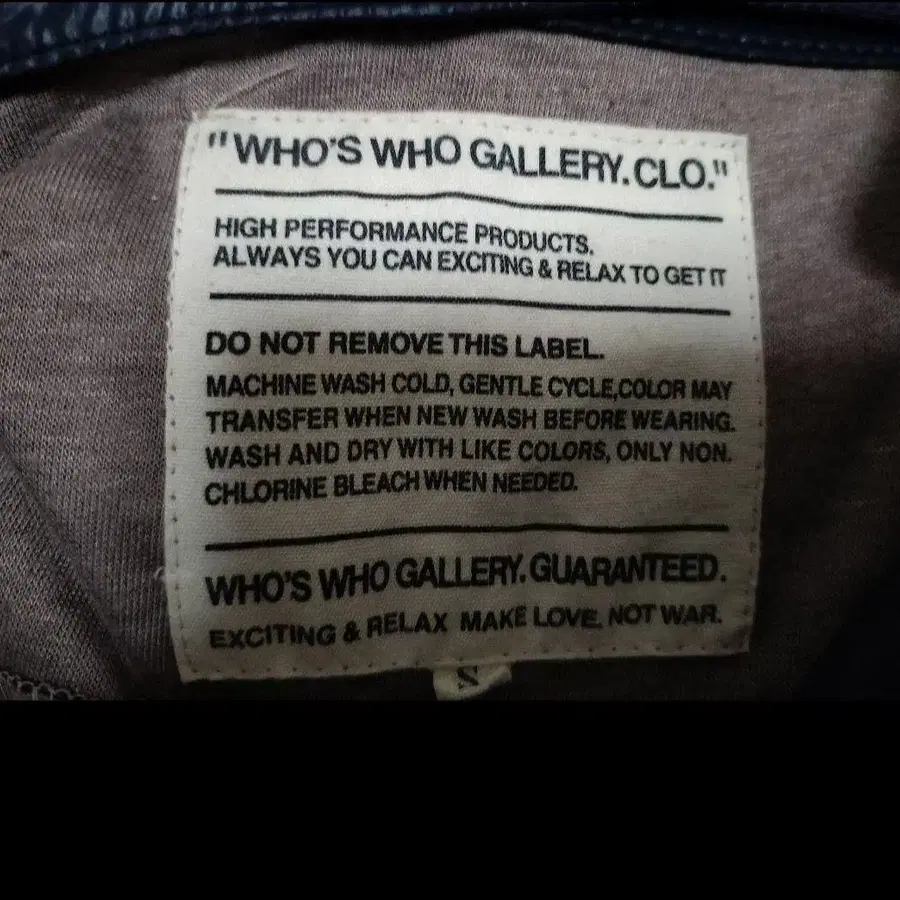 "WHO'S WHO GALLERY.CLO."
HIGH PERFORMANCE PRODUCTS.
ALWAYS YOU CAN EXCITING & RELAX TO GET IT
DO NOT REMOVE THIS LABEL.
MACHINE WASH COLD, GENTLE CYCLE,COLOR MAY
TRANSFER WHEN NEW WASH BEFORE WEARING.
WASH AND DRY WITH LIKE COLORS, ONLY NON.
CHLORINE BLEACH WHEN NEEDED.
WHO'S WHO GALLERY.GUARANTEED.
EXCITING & RELAX MAKE LOVE. NOT WAR.
S